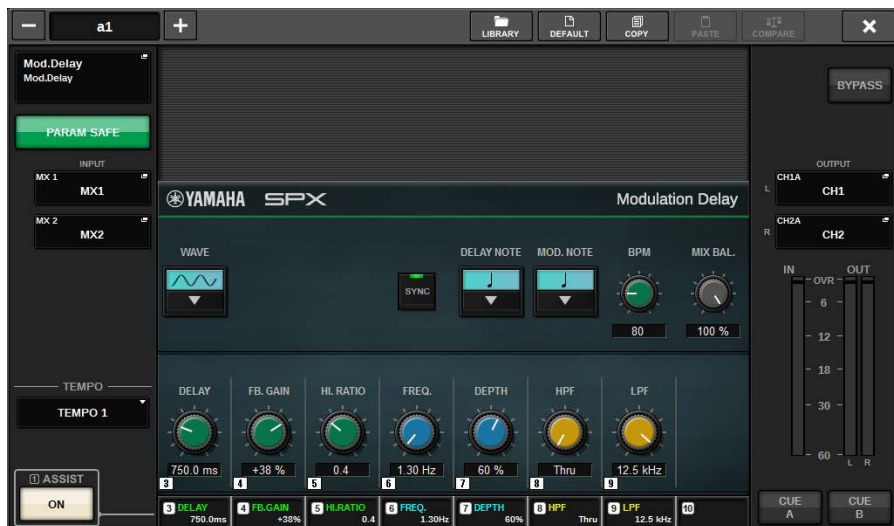 a1
LIBRARY
DEFAULT
COPY
PASTE
COMPARE
Mod.Delay
Mod.Delay
BYPASS
PARAM SAFE
INPUT
MX 1
MX1
MX 2
MX2
OUTPUT
L
CH1A
CH1
R
CH2A
CH2
YAMAHA SPX
Modulation Delay
WAVE
SYNC
DELAY NOTE
MOD. NOTE
BPM
80
MIX BAL.
100 %
IN
OUT
OVR
6
12
18
30
60
L R
TEMPO
TEMPO 1
DELAY
FB. GAIN
HI. RATIO
FREQ.
DEPTH
HPF
LPF
750.0 ms
+38 %
0.4
1.30 Hz
60 %
Thru
12.5 kHz
3
4
5
6
7
8
9
1 ASSIST
ON
3 DELAY
750.0ms
4 FB.GAIN
+38%
5 HI.RATIO
0.4
6 FREQ.
1.30Hz
7 DEPTH
60%
8 HPF
Thru
9 LPF
12.5 kHz
10
CUE
A
CUE
B